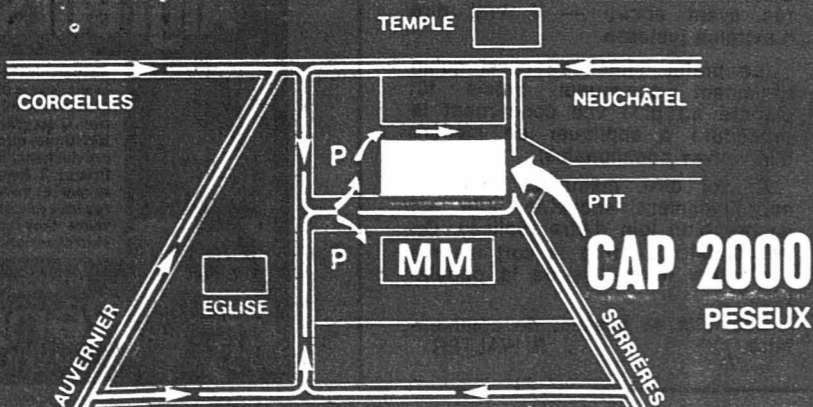 TEMPLE
CORCELLES
NEUCHÂTEL
P
PTT
P
MM
CAP 2000
PESEUX
EGLISE
AUVERNIER
SERRIÈRES